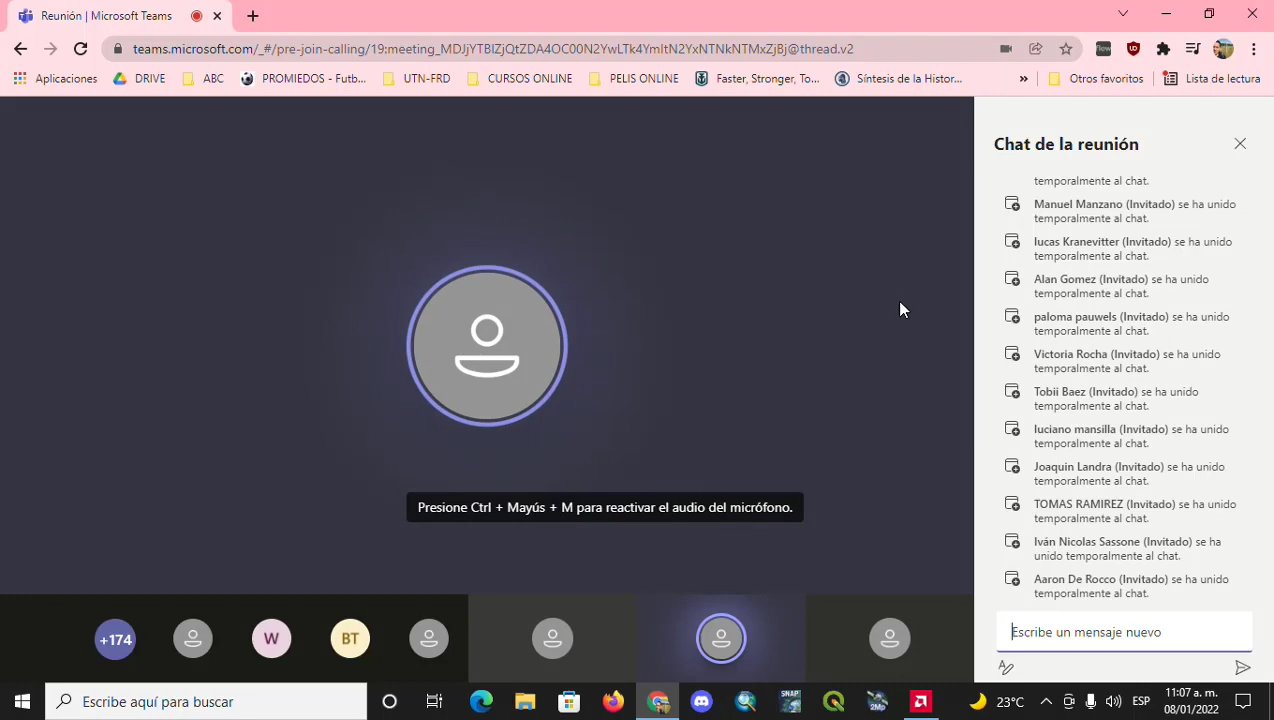 Reunión | Microsoft Teams
teams.microsoft.com/_#/pre-join-calling/19:meeting_MDJjYTBlZjQtZDA4OC00N2YwLTk4YmItN2YxNTNkNTMxZjBj@thread.v2
Aplicaciones DRIVE ABC PROMIEDOS - Futb... UTN-FRD CURSOS ONLINE PELIS ONLINE Faster, Stronger, To... Síntesis de la Histor... » Otros favoritos Lista de lectura
Chat de la reunión
temporalmente al chat.
Manuel Manzano (Invitado) se ha unido
temporalmente al chat.
lucas Kranevitter (Invitado) se ha unido
temporalmente al chat.
Alan Gomez (Invitado) se ha unido
temporalmente al chat.
paloma pauwels (Invitado) se ha unido
temporalmente al chat.
Victoria Rocha (Invitado) se ha unido
temporalmente al chat.
Tobii Baez (Invitado) se ha unido
temporalmente al chat.
luciano mansilla (Invitado) se ha unido
temporalmente al chat.
Joaquin Landra (Invitado) se ha unido
temporalmente al chat.
TOMAS RAMIREZ (Invitado) se ha unido
temporalmente al chat.
Iván Nicolas Sassone (Invitado) se ha
unido temporalmente al chat.
Aaron De Rocco (Invitado) se ha unido
temporalmente al chat.
Presione Ctrl + Mayús + M para reactivar el audio del micrófono.
+174 W BT
Escribe un mensaje nuevo
Escribe aquí para buscar
SNAP
2Mp
23°C
ESP
11:07 a. m.
08/01/2022